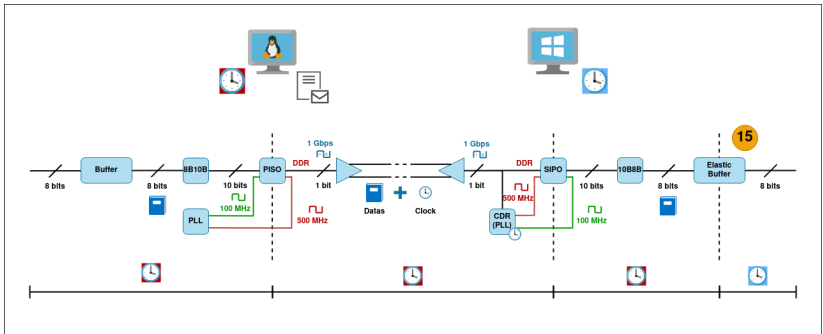 15
1 Gbps
1 Gbps
Buffer
8B10B
PISO
DDR
DDR
SIPO
10B8B
Elastic
Buffer
8 bits
8 bits
10 bits
1 bit
1 bit
10 bits
8 bits
8 bits
100 MHz
500 MHz
PLL
Datas
Clock
500 MHz
CDR
(PLL)
100 MHz